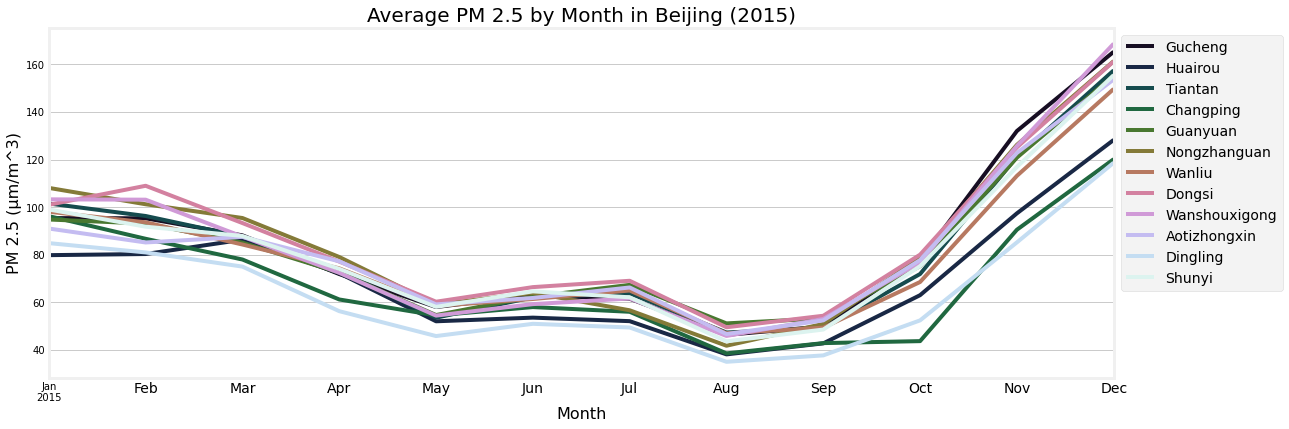 Average PM 2.5 by Month in Beijing (2015)
PM 2.5 (μm/m^3)
160
140
120
100
80
60
40
Jan
2015
Feb
Mar
Apr
May
Jun
Jul
Aug
Sep
Oct
Nov
Dec
Month
Gucheng
Huairou
Tiantan
Changping
Guanyuan
Nongzhanguan
Wanliu
Dongsi
Wanshouxigong
Aotizhongxin
Dingling
Shunyi